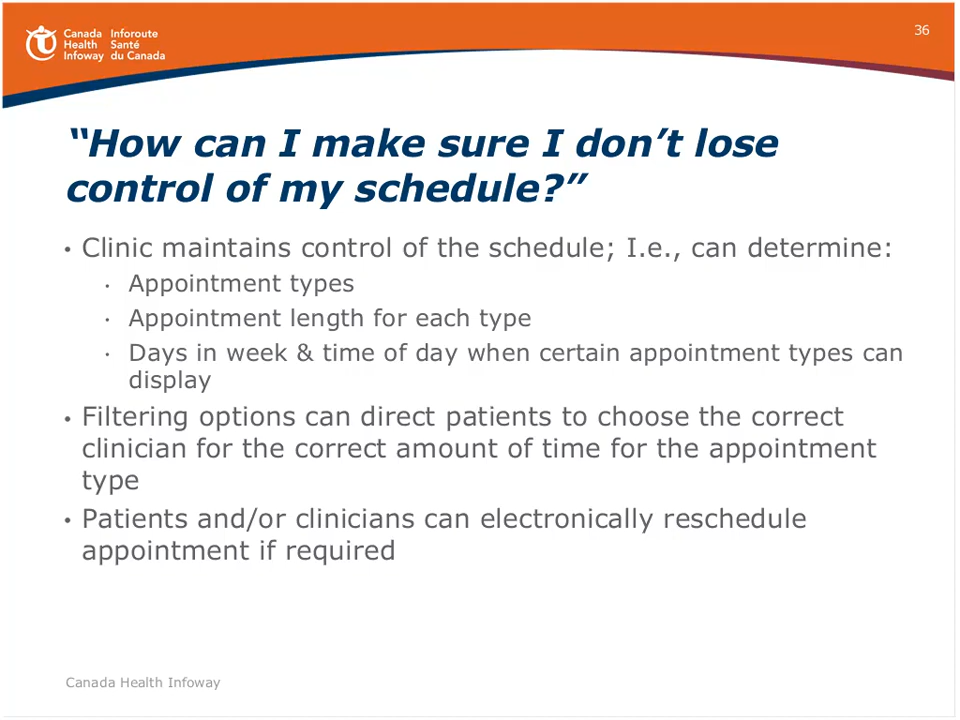 36
Canada Inforoute
Health Santé
Infoway du Canada
“How can I make sure I don’t lose
control of my schedule?”
• Clinic maintains control of the schedule; I.e., can determine:
• Appointment types
• Appointment length for each type
• Days in week & time of day when certain appointment types can
display
• Filtering options can direct patients to choose the correct
clinician for the correct amount of time for the appointment
type
• Patients and/or clinicians can electronically reschedule
appointment if required
Canada Health Infoway